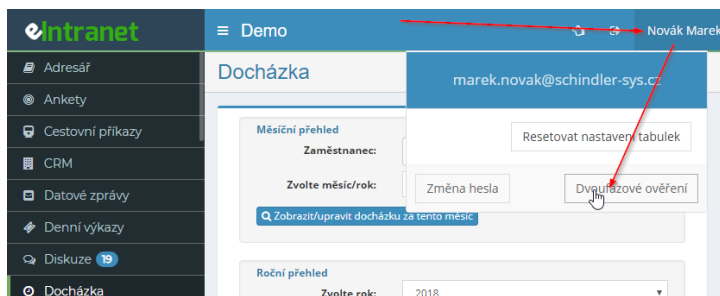 eIntranet
Demo
Novák Marek
Adresář
Ankety
Cestovní příkazy
CRM
Datové zprávy
Denní výkazy
Diskuze 19
Docházka
Docházka
marek.novak@schindler-sys.cz
Resetovat nastavení tabulek
Změna hesla
Dvoufázové ověření
Měsíční přehled
Zaměstnanec:
Zvolte měsíc/rok:
Zobrazit/upravit docházku za tento měsíc
Roční přehled
Zvolte rok:
2018